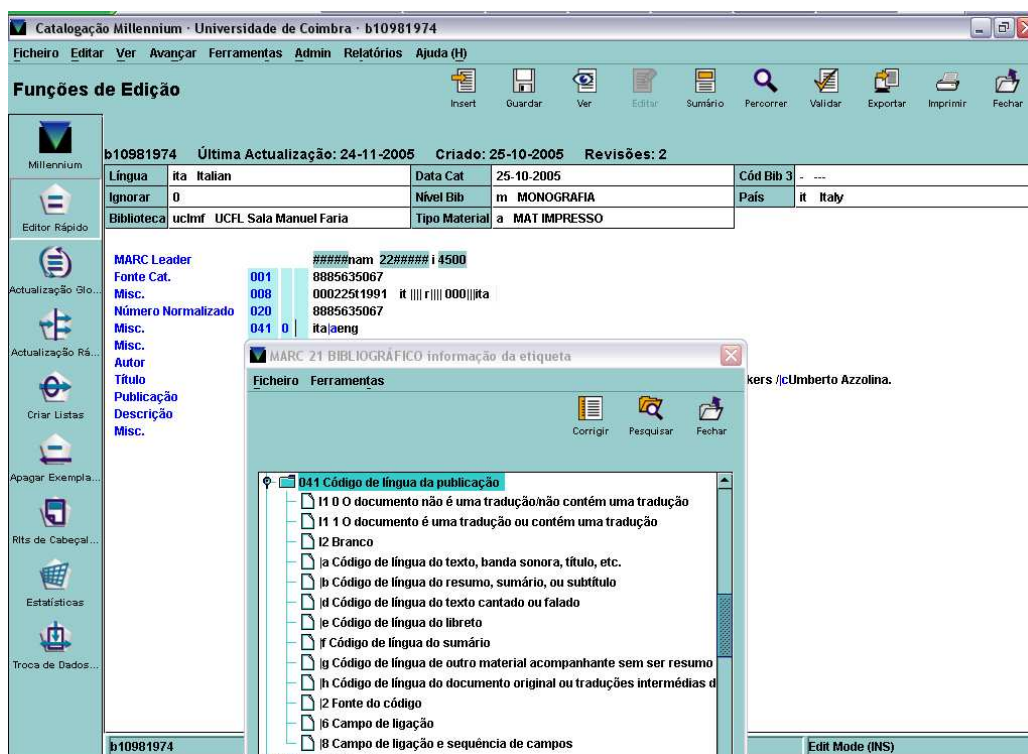 Catalogação Millennium · Universidade de Coimbra · b10981974
Ficheiro Editar Ver Avançar Ferramentas Admin Relatórios Ajuda (H)
Funções de Edição
Insert Guardar Ver Editar Sumário Percorrer Validar Exportar Imprimir Fechar
Millennium
b10981974 Última Actualização: 24-11-2005 Criado: 25-10-2005 Revisões: 2
Língua ita Italian Data Cat 25-10-2005 Cód Bib 3 - ---
Ignorar 0 Nível Bib m MONOGRAFIA País it Italy
Biblioteca uclmf UCFL Sala Manuel Faria Tipo Material a MAT IMPRESSO
Editor Rápido
Actualização Glo...
Actualização Rá...
Criar Listas
Apagar Exempla...
Rlts de Cabeçal...
Estatísticas
Troca de Dados...
MARC Leader #####nam 22##### i 4500
Fonte Cat. 001 8885635067
Misc. 008 000225t1991 it |||| r|||| 000|||ita
Número Normalizado 020 8885635067
Misc. 041 0 ita|aeng
Misc.
Autor
Título kers /|cUmberto Azzolina.
Publicação
Descrição
Misc.
MARC 21 BIBLIOGRÁFICO informação da etiqueta
Ficheiro Ferramentas
Corrigir Pesquisar Fechar
041 Código de língua da publicação
I1 0 O documento não é uma tradução/não contém uma tradução
I1 1 O documento é uma tradução ou contém uma tradução
I2 Branco
|a Código de língua do texto, banda sonora, título, etc.
|b Código de língua do resumo, sumário, ou subtítulo
|d Código de língua do texto cantado ou falado
|e Código de língua do libreto
|f Código de língua do sumário
|g Código de língua de outro material acompanhante sem ser resumo
|h Código de língua do documento original ou traduções intermédias d
|2 Fonte do código
|6 Campo de ligação
|8 Campo de ligação e sequência de campos
b10981974 Edit Mode (INS)